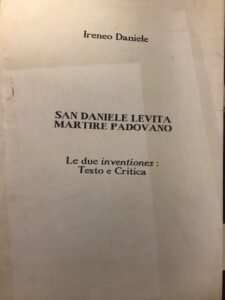 Ireneo Daniele
SAN DANIELE LEVITA
MARTIRE PADOVANO
Le due inventiones :
Testo e Critica